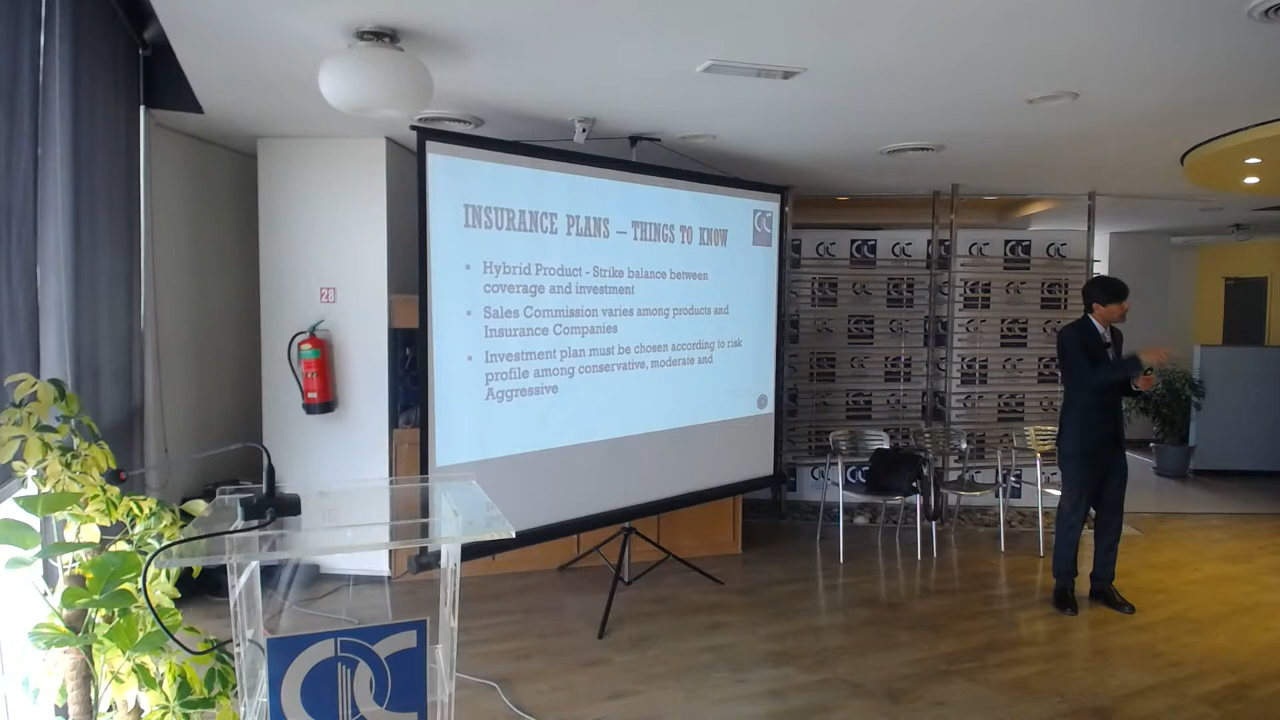 INSURANCE PLANS – THINGS TO KNOW
• Hybrid Product - Strike balance between
coverage and investment
• Sales Commission varies among products and
Insurance Companies
• Investment plan must be chosen according to risk
profile among conservative, moderate and
Aggressive
28